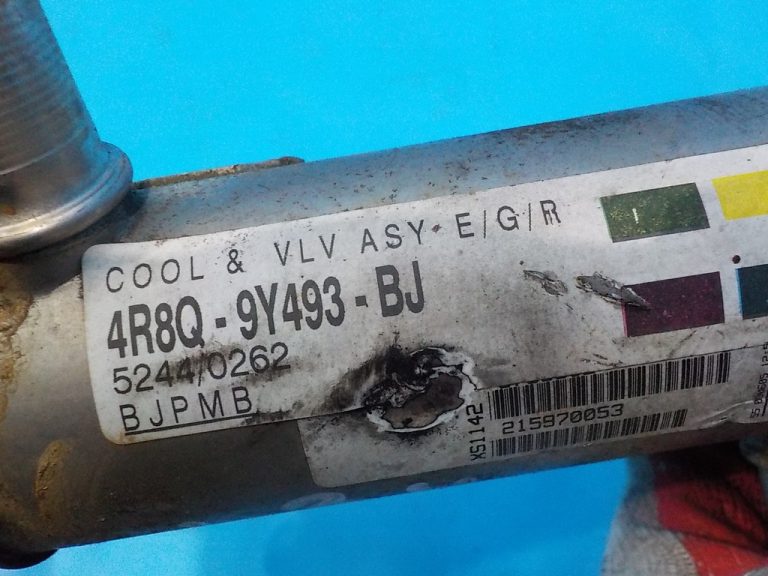 COOL & VLV ASY E/G/R
4R8Q-9Y493-BJ
5244/0262
BJPMB
XS1142
215970053